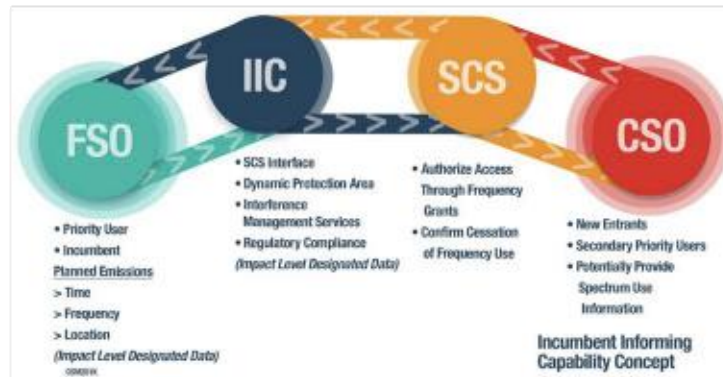 FSO
IIC
SCS
CSO
• Priority User
• Incumbent
Planned Emissions
> Time
> Frequency
> Location
(Impact Level Designated Data)
• SCS Interface
• Dynamic Protection Area
• Interference
Management Services
• Regulatory Compliance
(Impact Level Designated Data)
• Authorize Access
Through Frequency
Grants
• Confirm Cessation
of Frequency Use
• New Entrants
• Secondary Priority Users
• Potentially Provide
Spectrum Use
Information
Incumbent Informing
Capability Concept